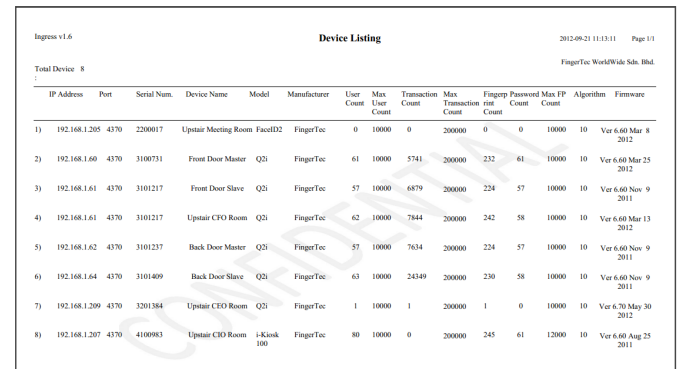 Ingress v1.6 Device Listing 2012-09-21 11:13:11 Page 1/1
FingerTec WorldWide Sdn. Bhd.
Total Device 8
:
IP Address Port Serial Num. Device Name Model Manufacturer User Max Transaction Max Fingerp Password Max FP Algorithm Firmware
Count User Count Transaction rint Count Count
Count Count Count
1) 192.168.1.205 4370 2200017 Upstair Meeting Room FaceID2 FingerTec 0 10000 0 200000 0 0 10000 10 Ver 6.60 Mar 8
2012
2) 192.168.1.60 4370 3100731 Front Door Master Q2i FingerTec 61 10000 5741 200000 232 61 10000 10 Ver 6.60 Mar 25
2012
3) 192.168.1.61 4370 3101217 Front Door Slave Q2i FingerTec 57 10000 6879 200000 224 57 10000 10 Ver 6.60 Nov 9
2011
4) 192.168.1.61 4370 3101217 Upstair CFO Room Q2i FingerTec 62 10000 7844 200000 242 58 10000 10 Ver 6.60 Mar 13
2012
5) 192.168.1.62 4370 3101237 Back Door Master Q2i FingerTec 57 10000 7634 200000 224 57 10000 10 Ver 6.60 Nov 9
2011
6) 192.168.1.64 4370 3101409 Back Door Slave Q2i FingerTec 63 10000 24349 200000 230 58 10000 10 Ver 6.60 Nov 9
2011
7) 192.168.1.209 4370 3201384 Upstair CEO Room Q2i FingerTec 1 10000 1 200000 1 0 10000 10 Ver 6.70 May 30
2012
8) 192.168.1.207 4370 4100983 Upstair CIO Room i-Kiosk FingerTec 80 10000 0 200000 245 61 12000 10 Ver 6.60 Aug 25
100 2011
CONFIDENTIAL